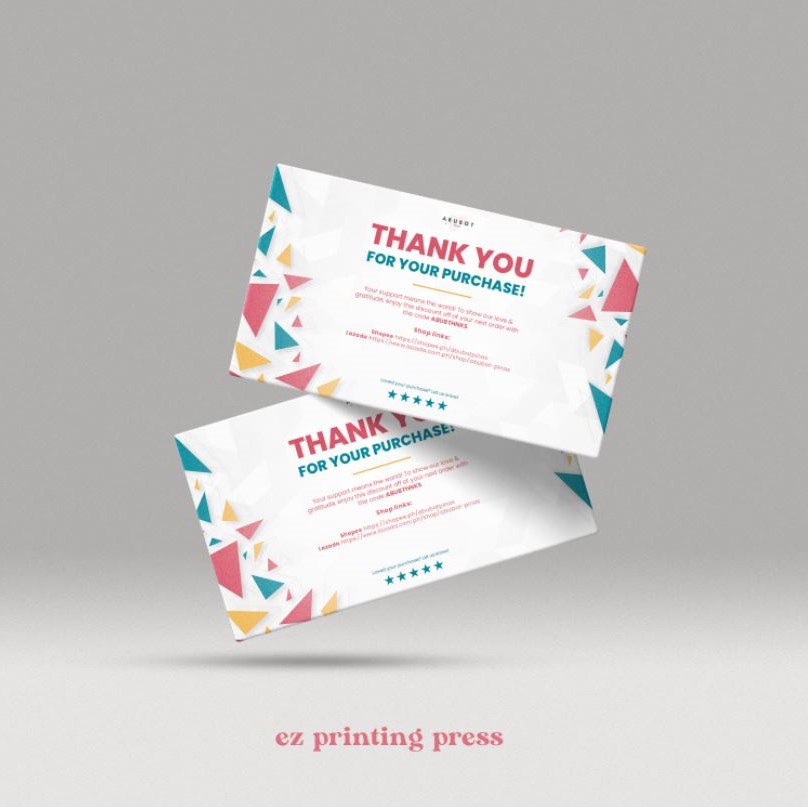 ABUBOT
THANK YOU
FOR YOUR PURCHASE!
Your support means the world! To show our love &
gratitude, enjoy this discount off of your next order with
the code ABUBTHNKS
Shop links:
Shopee https://shopee.ph/abubotpinas
Lazada https://www.lazada.com.ph/shop/abubot-pinas
Loved your purchase? Let us know!
THANK YOU
FOR YOUR PURCHASE!
Your support means the world! To show our love &
gratitude, enjoy this discount off of your next order with
the code ABUBTHNKS
Shop links:
Shopee https://shopee.ph/abubotpinas
Lazada https://www.lazada.com.ph/shop/abubot-pinas
Loved your purchase? Let us know!
ez printing press